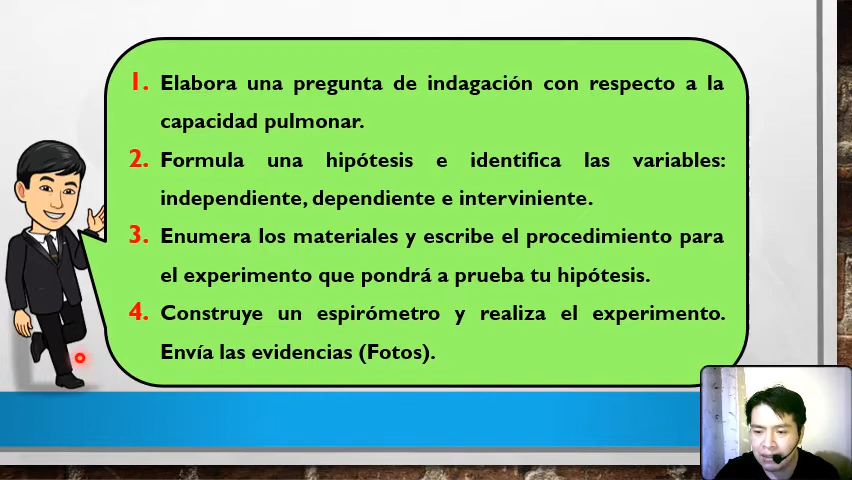 1. Elabora una pregunta de indagación con respecto a la
capacidad pulmonar.
2. Formula una hipótesis e identifica las variables:
independiente, dependiente e interviniente.
3. Enumera los materiales y escribe el procedimiento para
el experimento que pondrá a prueba tu hipótesis.
4. Construye un espirómetro y realiza el experimento.
Envía las evidencias (Fotos).